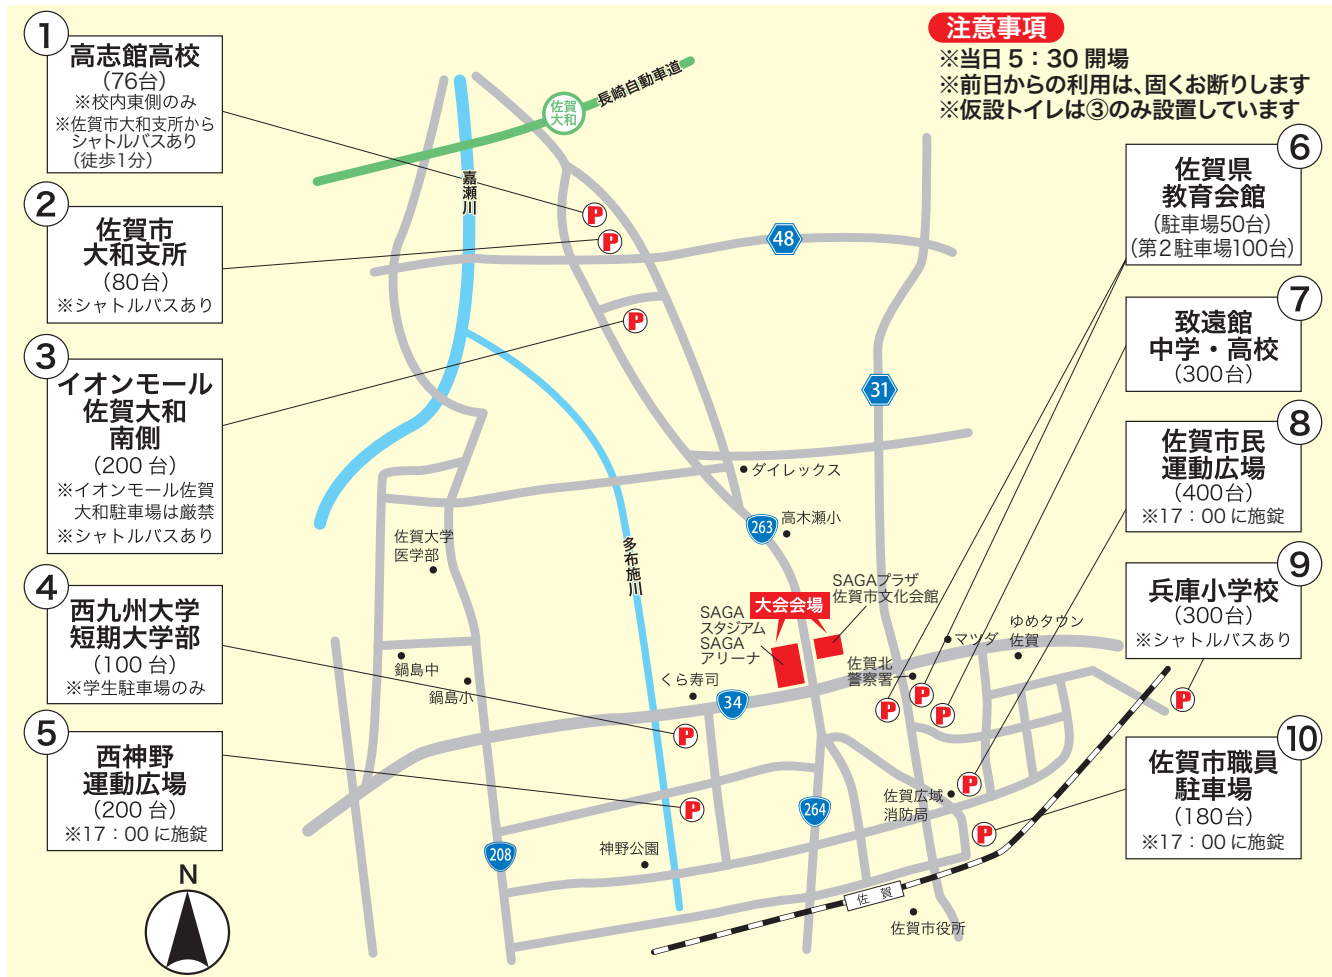 注意事項
※当日5：30開場
※前日からの利用は、固くお断りします
※仮設トイレは③のみ設置しています
1
高志館高校
(76台)
※校内東側のみ
※佐賀市大和支所から
シャトルバスあり
(徒歩1分)
2
佐賀市
大和支所
(80台)
※シャトルバスあり
3
イオンモール
佐賀大和
南側
(200台)
※イオンモール佐賀
大和駐車場は厳禁
※シャトルバスあり
4
西九州大学
短期大学部
(100台)
※学生駐車場のみ
5
西神野
運動広場
(200台)
※17：00に施錠
N
6
佐賀県
教育会館
(駐車場50台)
(第2駐車場100台)
7
致遠館
中学・高校
(300台)
8
佐賀市民
運動広場
(400台)
※17：00に施錠
9
兵庫小学校
(300台)
※シャトルバスあり
10
佐賀市職員
駐車場
(180台)
※17：00に施錠
長崎自動車道
佐賀
大和
嘉瀬川
P
P
48
P
31
ダイレックス
263
高木瀬小
佐賀大学
医学部
多布施川
SAGAプラザ
佐賀市文化会館
大会会場
SAGA
スタジアム
SAGA
アリーナ
ゆめタウン
佐賀
マツダ
佐賀北
警察署
鍋島中
鍋島小
くら寿司
34
P
P
P
P
P
P
佐賀広域
消防局
P
264
P
208
神野公園
佐賀
佐賀市役所